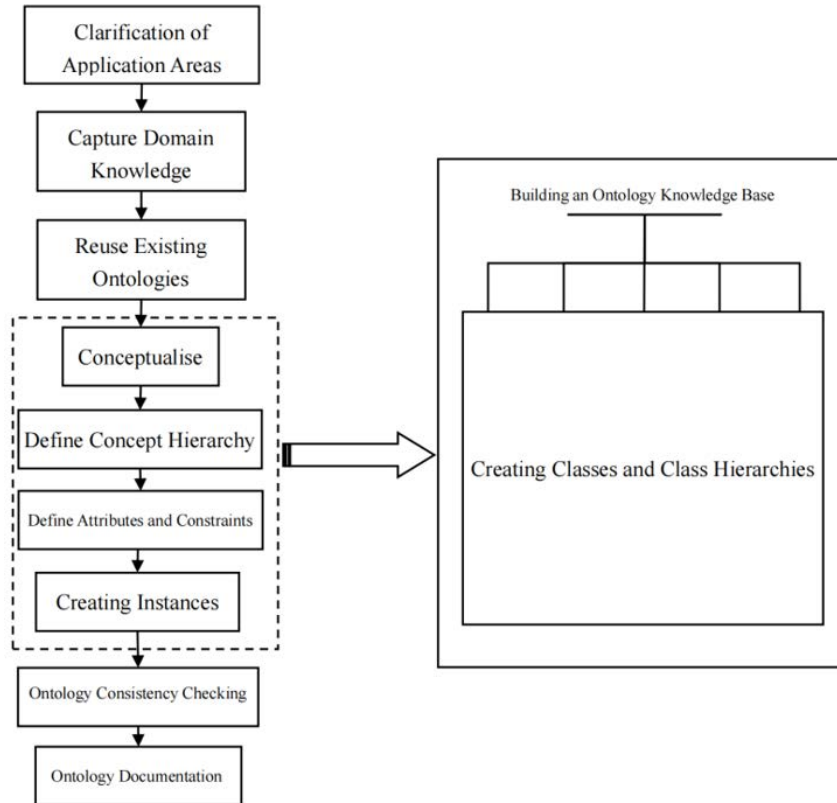 Clarification of
Application Areas
Capture Domain
Knowledge
Reuse Existing
Ontologies
Conceptualise
Define Concept Hierarchy
Define Attributes and Constraints
Creating Instances
Ontology Consistency Checking
Ontology Documentation
Building an Ontology Knowledge Base
Creating Classes and Class Hierarchies